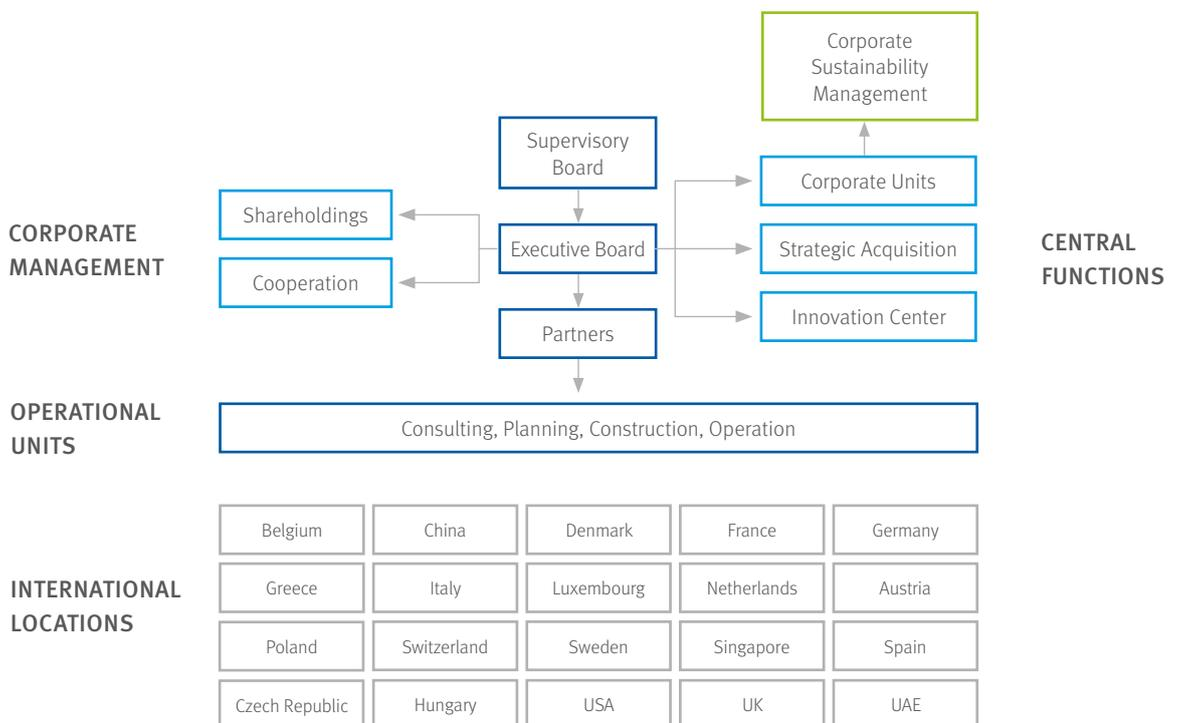 Corporate
Sustainability
Management
Supervisory
Board
Corporate Units
Shareholdings
CORPORATE
MANAGEMENT
Executive Board
Strategic Acquisition
CENTRAL
FUNCTIONS
Cooperation
Innovation Center
Partners
OPERATIONAL
UNITS
Consulting, Planning, Construction, Operation
INTERNATIONAL
LOCATIONS
Belgium
China
Denmark
France
Germany
Greece
Italy
Luxembourg
Netherlands
Austria
Poland
Switzerland
Sweden
Singapore
Spain
Czech Republic
Hungary
USA
UK
UAE